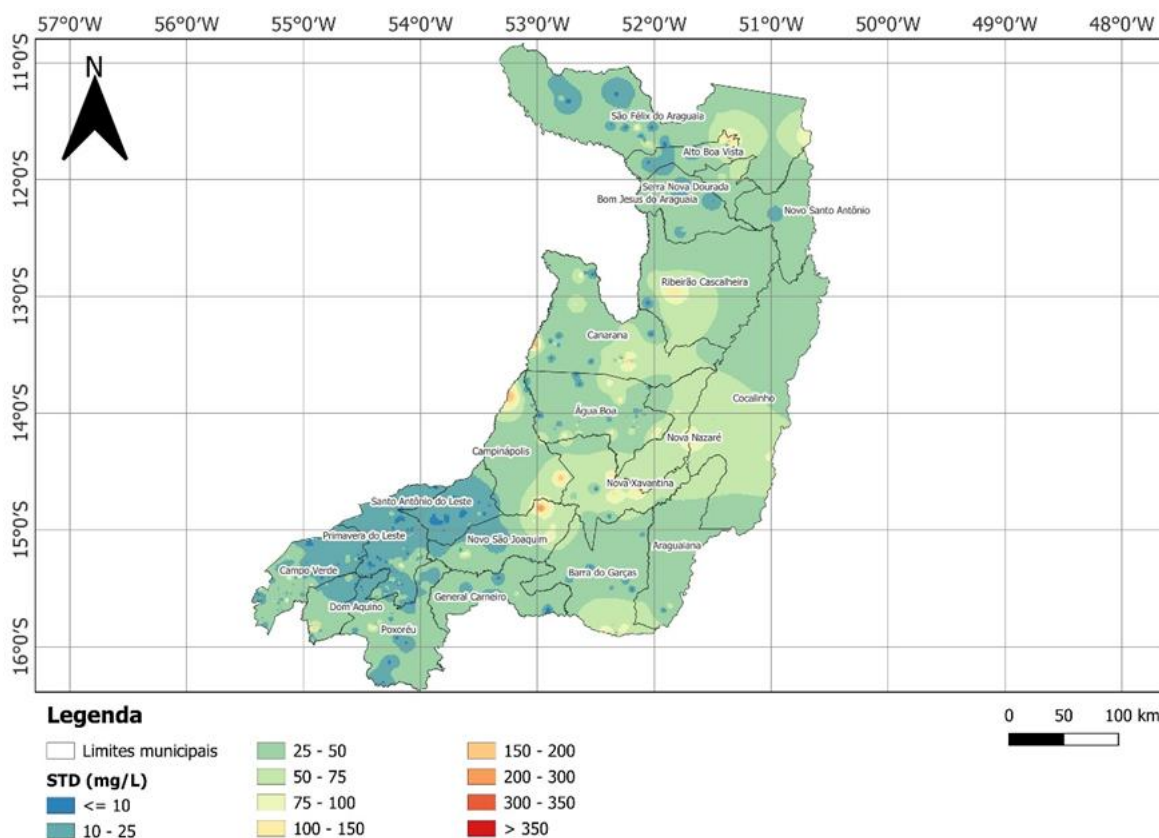 57°0'W 56°0'W 55°0'W 54°0'W 53°0'W 52°0'W 51°0'W 50°0'W 49°0'W 48°0'W
11°0'S
N
São Félix do Araguaia
Alto Boa Vista
12°0'S
Serra Nova Dourada
Bom Jesus do Araguaia
Novo Santo Antônio
Ribeirão Cascalheira
13°0'S
Canarana
Cocalinho
14°0'S
Água Boa
Nova Nazaré
Campinápolis
Nova Xavantina
Santo Antônio do Leste
15°0'S
Primavera do Leste
Novo São Joaquim
Araguaiana
Campo Verde
Barra do Garças
General Carneiro
Dom Aquino
Poxoréu
16°0'S
Legenda
Limites municipais
STD (mg/L)
<= 10
10 - 25
25 - 50
50 - 75
75 - 100
100 - 150
150 - 200
200 - 300
300 - 350
> 350
0 50 100 km